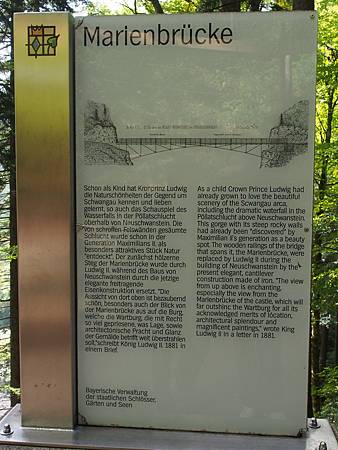 Marienbrücke
Schon als Kind hat Kronprinz Ludwig
die Naturschönheiten der Gegend um
Schwangau kennen und lieben
gelernt, so auch das Schauspiel des
Wasserfalls in der Pöllatschlucht
oberhalb von Neuschwanstein. Die
von schroffen Felswänden gesäumte
Schlucht wurde schon in der
Generation Maximilians II. als
besonders attraktives Stück Natur
"entdeckt". Der zunächst hölzerne
Steg der Marienbrücke wurde durch
Ludwig II. während des Baus von
Neuschwanstein durch die jetzige
elegante freitragende
Eisenkonstruktion ersetzt. "Die
Aussicht von dort oben ist bezaubernd
schön, besonders auch der Blick von
der Marienbrücke aus auf die Burg,
welche die Wartburg, die mit Recht
so viel gepriesene, was Lage, sowie
architectonische Pracht und Glanz
der Gemälde betrifft weit überstrahlen
soll," schreibt König Ludwig II. 1881 in
einem Brief.
As a child Crown Prince Ludwig had
already grown to love the beautiful
scenery of the Scwangau area,
including the dramatic waterfall in the
Pöllatschlucht above Neuschwanstein.
This gorge with its steep rocky walls
had already been "discovered" by
Maximilian II's generation as a beauty
spot. The wooden railings of the bridge
that spans it, the Marienbrücke, were
replaced by Ludwig II during the
building of Neuschwanstein by the
present elegant, cantilever
construction made of iron. "The view
from up above is enchanting,
especially the view from the
Marienbrücke of the castle, which will
far outshine the Wartburg for all its
acknowledged merits of location,
architectural splendour and
magnificent paintings," wrote King
Ludwig II in a letter in 1881.
Bayerische Verwaltung
der staatlichen Schlösser,
Gärten und Seen